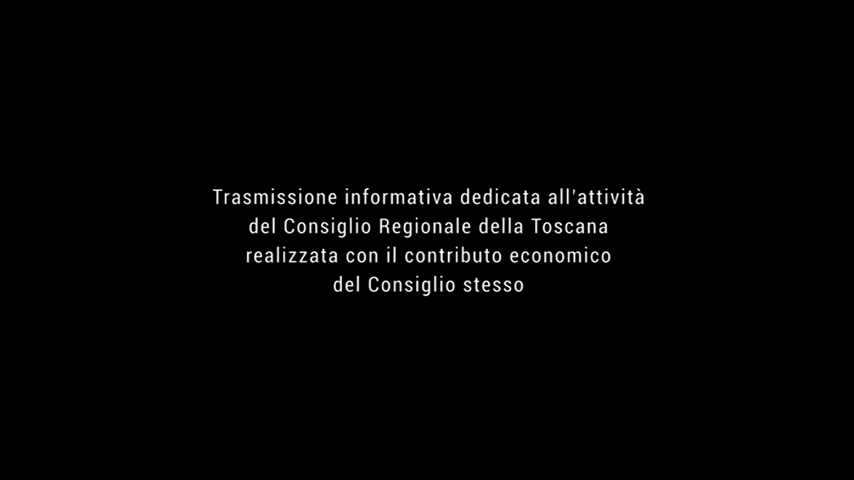 Trasmissione informativa dedicata all'attività
del Consiglio Regionale della Toscana
realizzata con il contributo economico
del Consiglio stesso